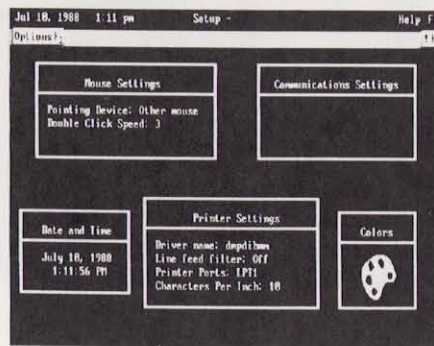 Jul 18, 1988 1:11 pm Setup - Help F
Options
Mouse Settings
Pointing Device: Other mouse
Double Click Speed: 3
Communications Settings
Date and Time
July 18, 1988
1:11:56 PM
Printer Settings
Driver name:
Line feed filter: Off
Printer Ports: LPT1
Characters Per Inch: 10
Colors